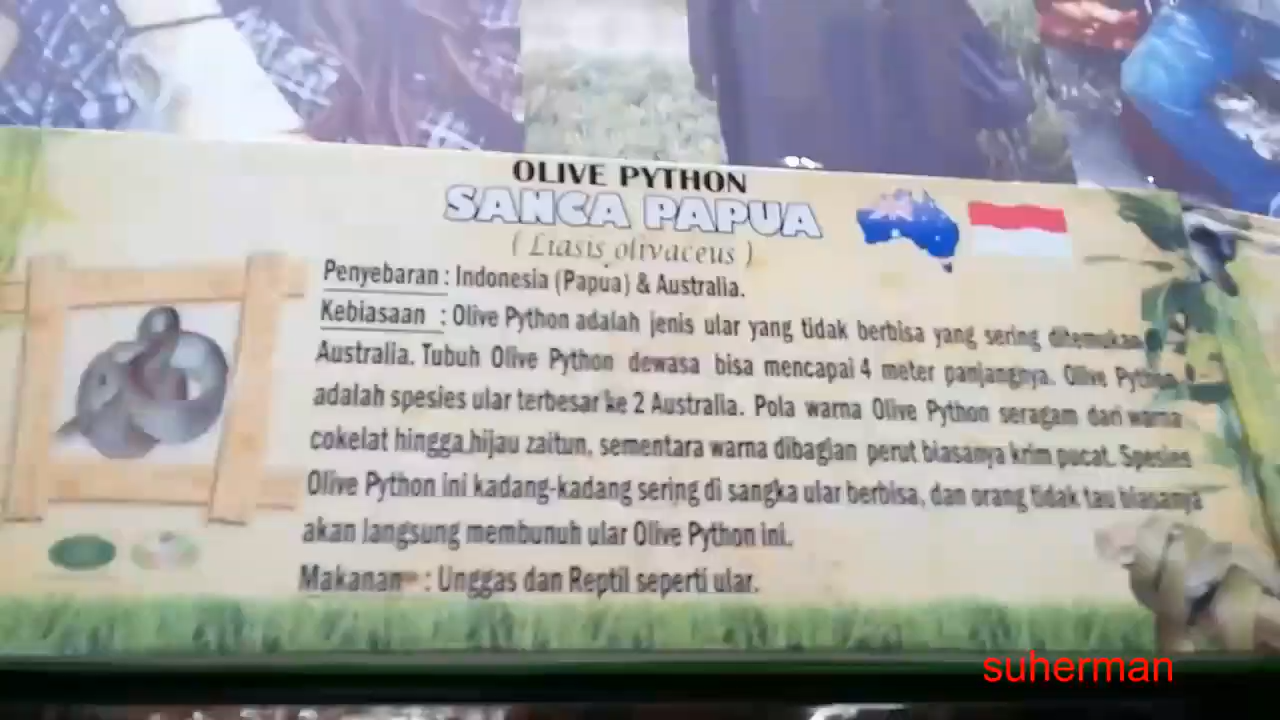 OLIVE PYTHON
SANCA PAPUA
( Liasis olivaceus )
Penyebaran : Indonesia (Papua) & Australia.
Kebiasaan : Olive Python adalah jenis ular yang tidak berbisa yang sering ditemukan
Australia. Tubuh Olive Python dewasa bisa mencapai 4 meter panjangnya. Olive Python
adalah spesies ular terbesar ke 2 Australia. Pola warna Olive Python seragam dari warna
cokelat hingga hijau zaitun, sementara warna dibagian perut biasanya krim pucat. Spesies
Olive Python ini kadang-kadang sering di sangka ular berbisa, dan orang tidak tau biasanya
akan langsung membunuh ular Olive Python ini.
Makanan : Unggas dan Reptil seperti ular.
suherman